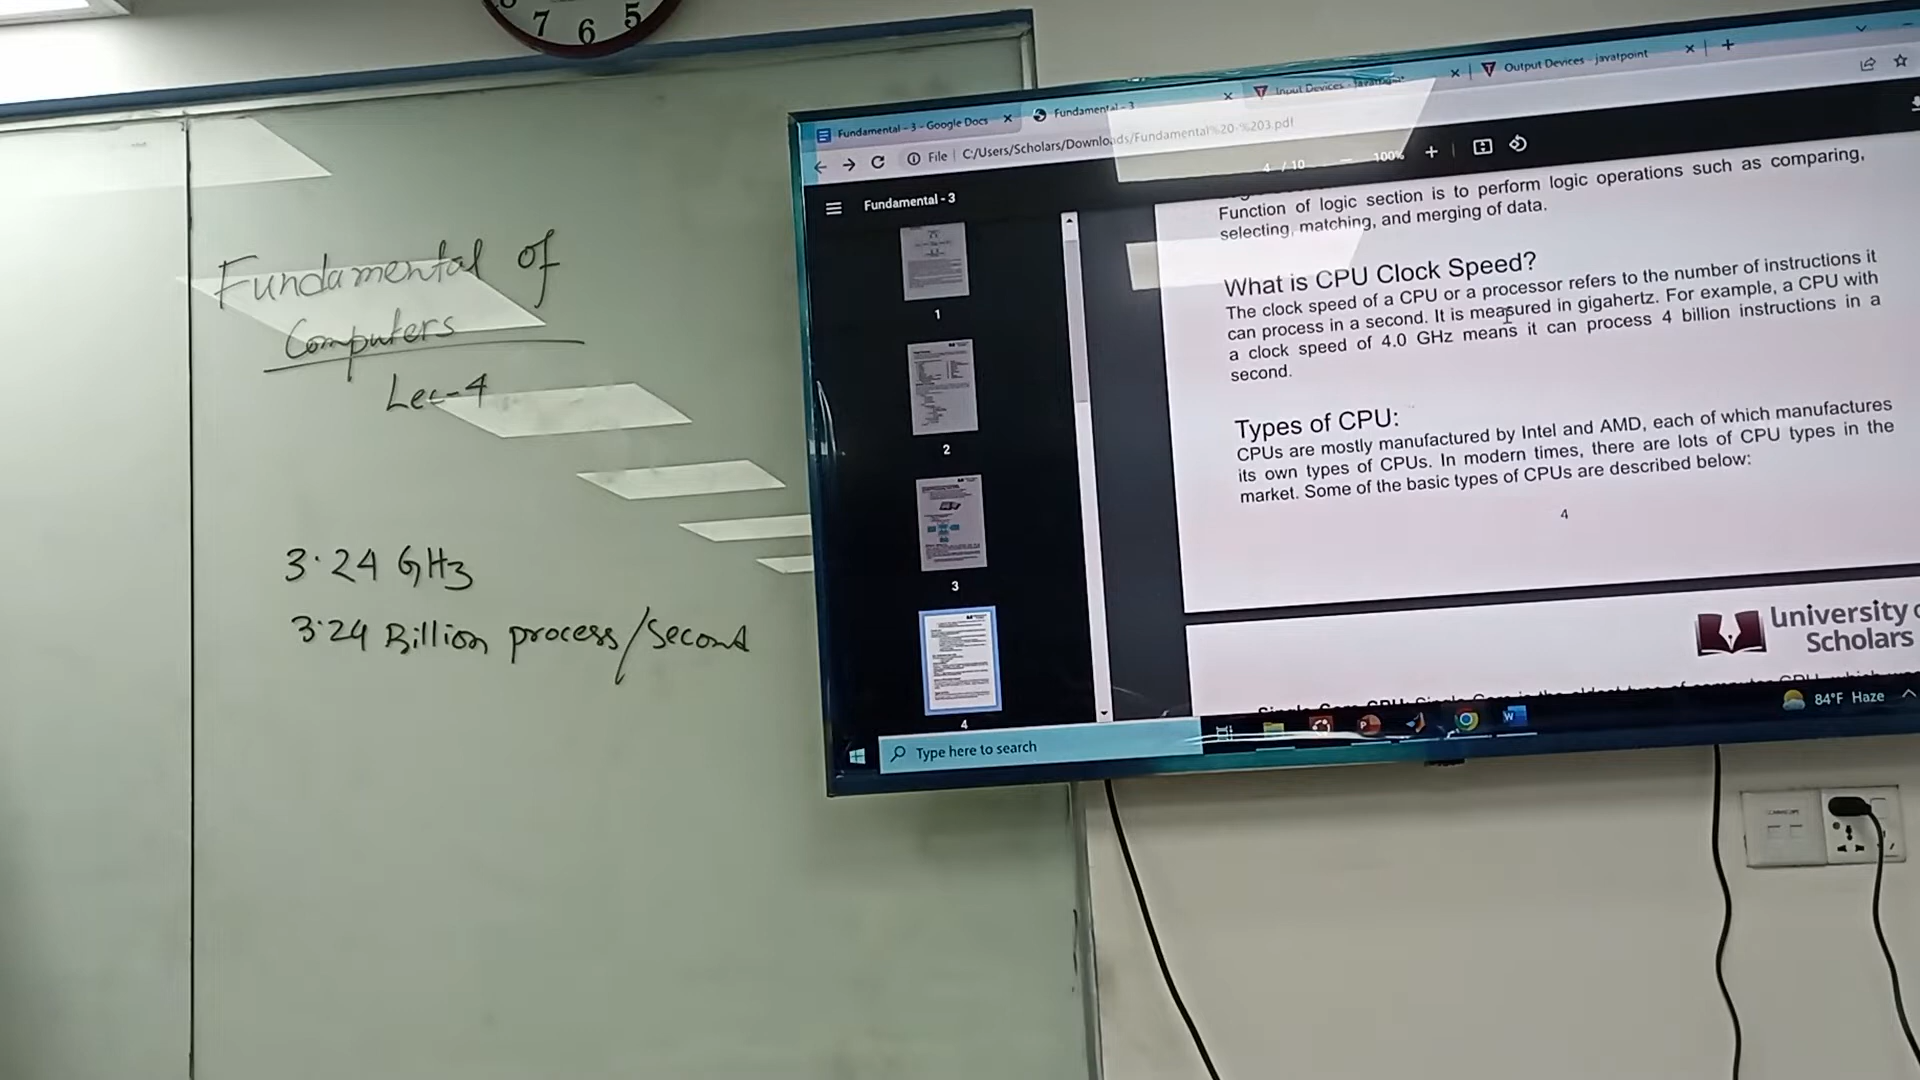 7 6 5
Fundamental of
Computers
Lec-4
3.24 GHz
3.24 Billion process/second
Fundamental - 3 - Google Docs
Fundamental - 3
Input Devices -
Output Devices - javatpoint
File C:/Users/Scholars/Downloads/Fundamental%20-%203.pdf
Fundamental - 3
4 / 10
100%
1
2
3
4
Function of logic section is to perform logic operations such as comparing,
selecting, matching, and merging of data.
What is CPU Clock Speed?
The clock speed of a CPU or a processor refers to the number of instructions it
can process in a second. It is measured in gigahertz. For example, a CPU with
a clock speed of 4.0 GHz means it can process 4 billion instructions in a
second.
Types of CPU:
CPUs are mostly manufactured by Intel and AMD, each of which manufactures
its own types of CPUs. In modern times, there are lots of CPU types in the
market. Some of the basic types of CPUs are described below:
4
University
Scholars
Type here to search
84°F Haze